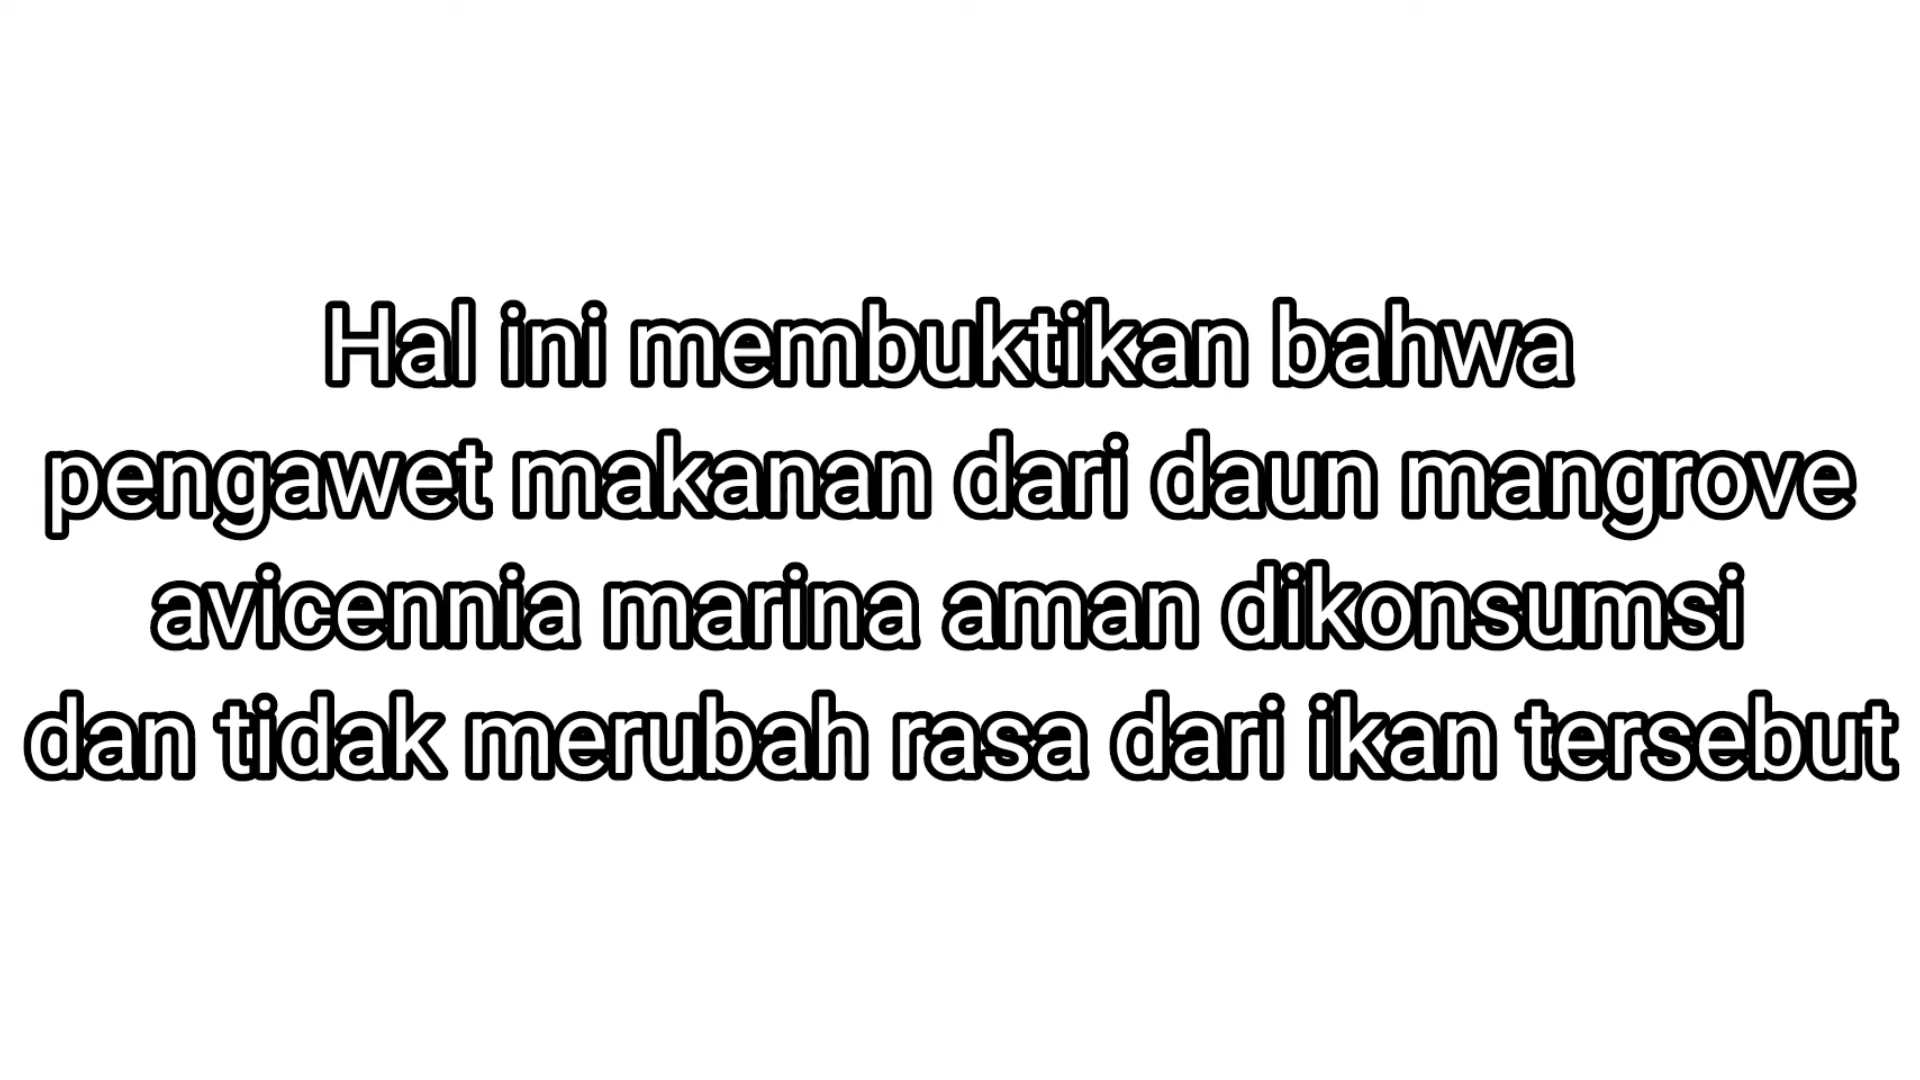 Hal ini membuktikan bahwa
pengawet makanan dari daun mangrove
avicennia marina aman dikonsumsi
dan tidak merubah rasa dari ikan tersebut